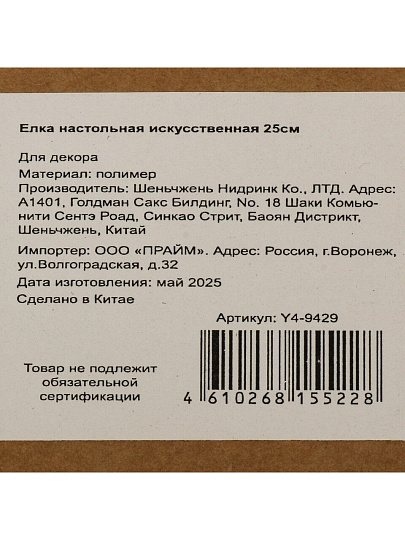 Елка настольная искусственная 25см
Для декора
Материал: полимер
Производитель: Шеньчжень Нидринк Ко., ЛТД. Адрес:
А1401, Голдман Сакс Билдинг, No. 18 Шаки Комью-
нити Сентэ Роад, Синкао Стрит, Баоян Дистрикт,
Шеньчжень, Китай
Импортер: ООО «ПРАЙМ». Адрес: Россия, г.Воронеж,
ул.Волгоградская, д.32
Дата изготовления: май 2025
Сделано в Китае
Артикул: Y4-9429
Товар не подлежит
обязательной
сертификации
4 610268 155228